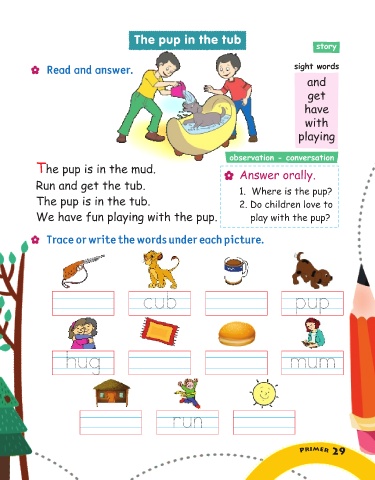 The pup in the tub
story
Read and answer.
sight words
and
get
have
with
playing
observation - conversation
The pup is in the mud.
Run and get the tub.
The pup is in the tub.
We have fun playing with the pup.
Answer orally.
1. Where is the pup?
2. Do children love to
play with the pup?
Trace or write the words under each picture.
cub
pup
hug
mum
run
PRIMER 29